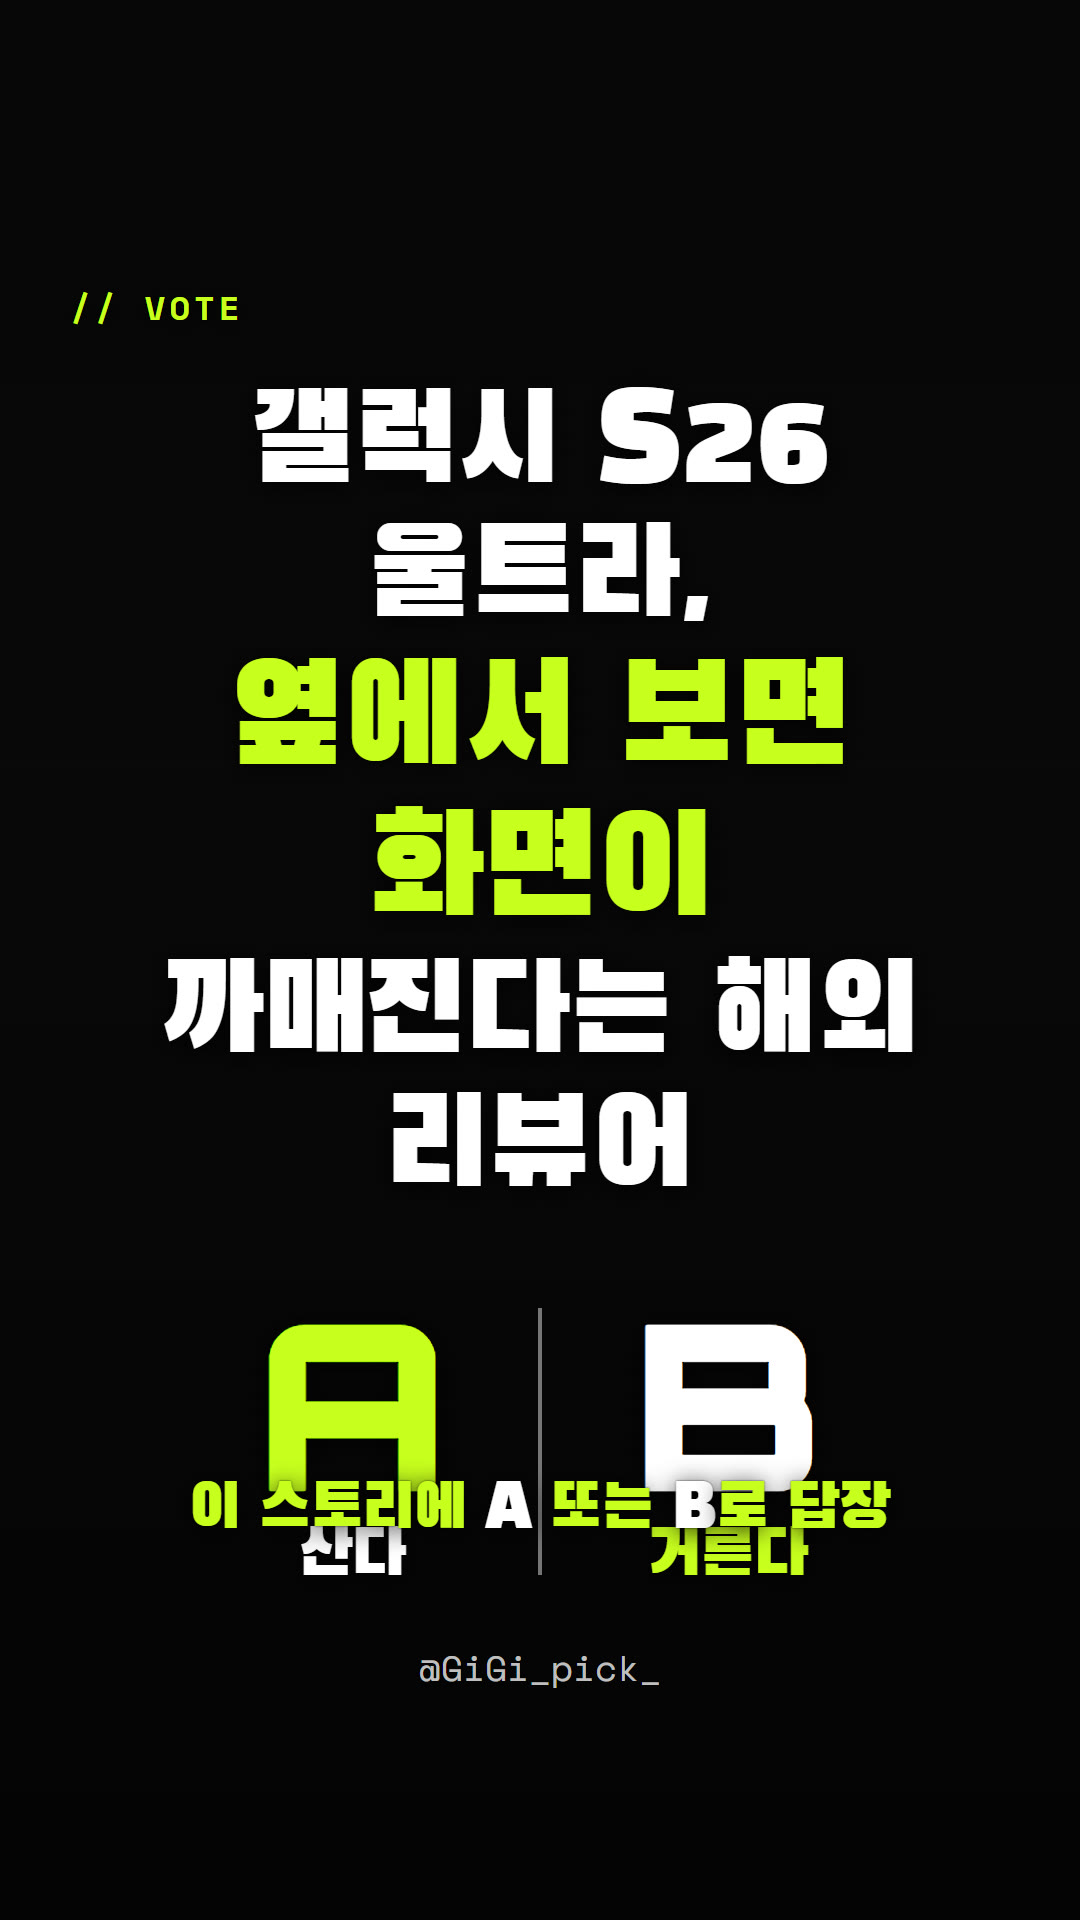 // VOTE
갤럭시 S26
울트라,
옆에서 보면
화면이
까매진다는 해외
리뷰어
A B
이 스토리에 A 또는 B로 답장
산다 거른다
@GiGi_pick_